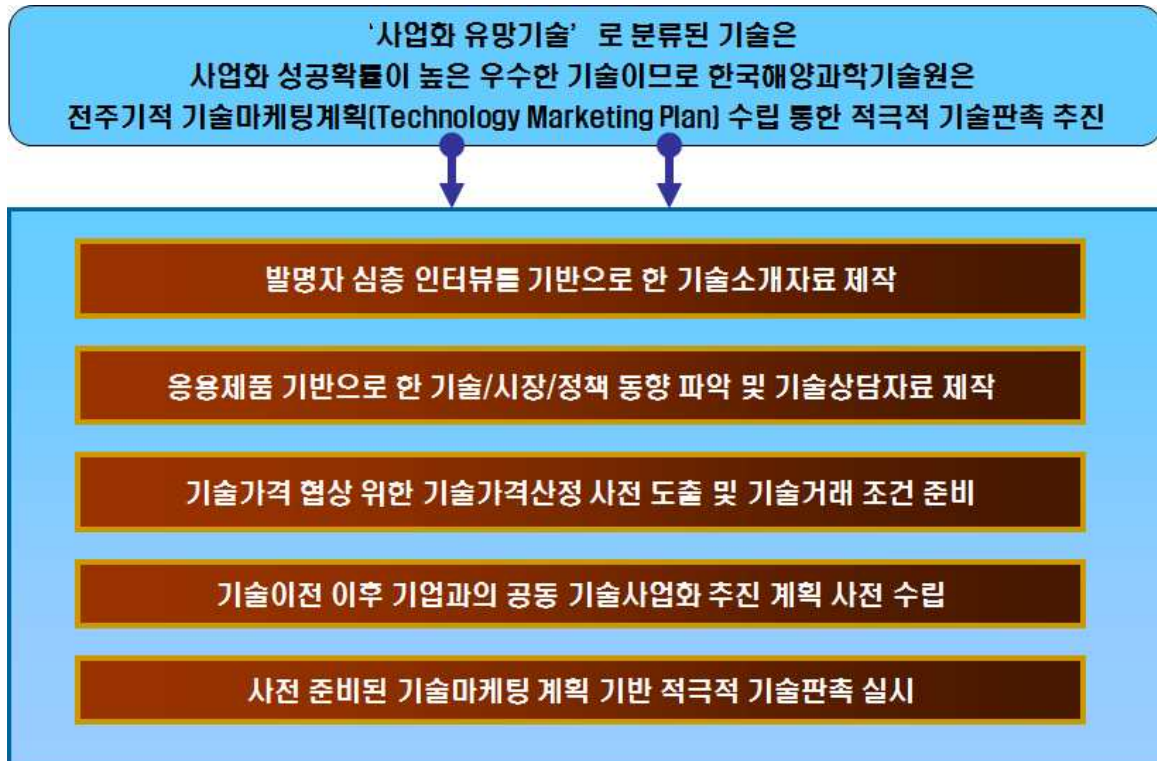 ‘사업화 유망기술’ 로 분류된 기술은
사업화 성공확률이 높은 우수한 기술이므로 한국해양과학기술원은
전주기적 기술마케팅계획(Technology Marketing Plan) 수립 통한 적극적 기술판촉 추진
발명자 심층 인터뷰를 기반으로 한 기술소개자료 제작
응용제품 기반으로 한 기술/시장/정책 동향 파악 및 기술상담자료 제작
기술가격 협상 위한 기술가격산정 사전 도출 및 기술거래 조건 준비
기술이전 이후 기업과의 공동 기술사업화 추진 계획 사전 수립
사전 준비된 기술마케팅 계획 기반 적극적 기술판촉 실시